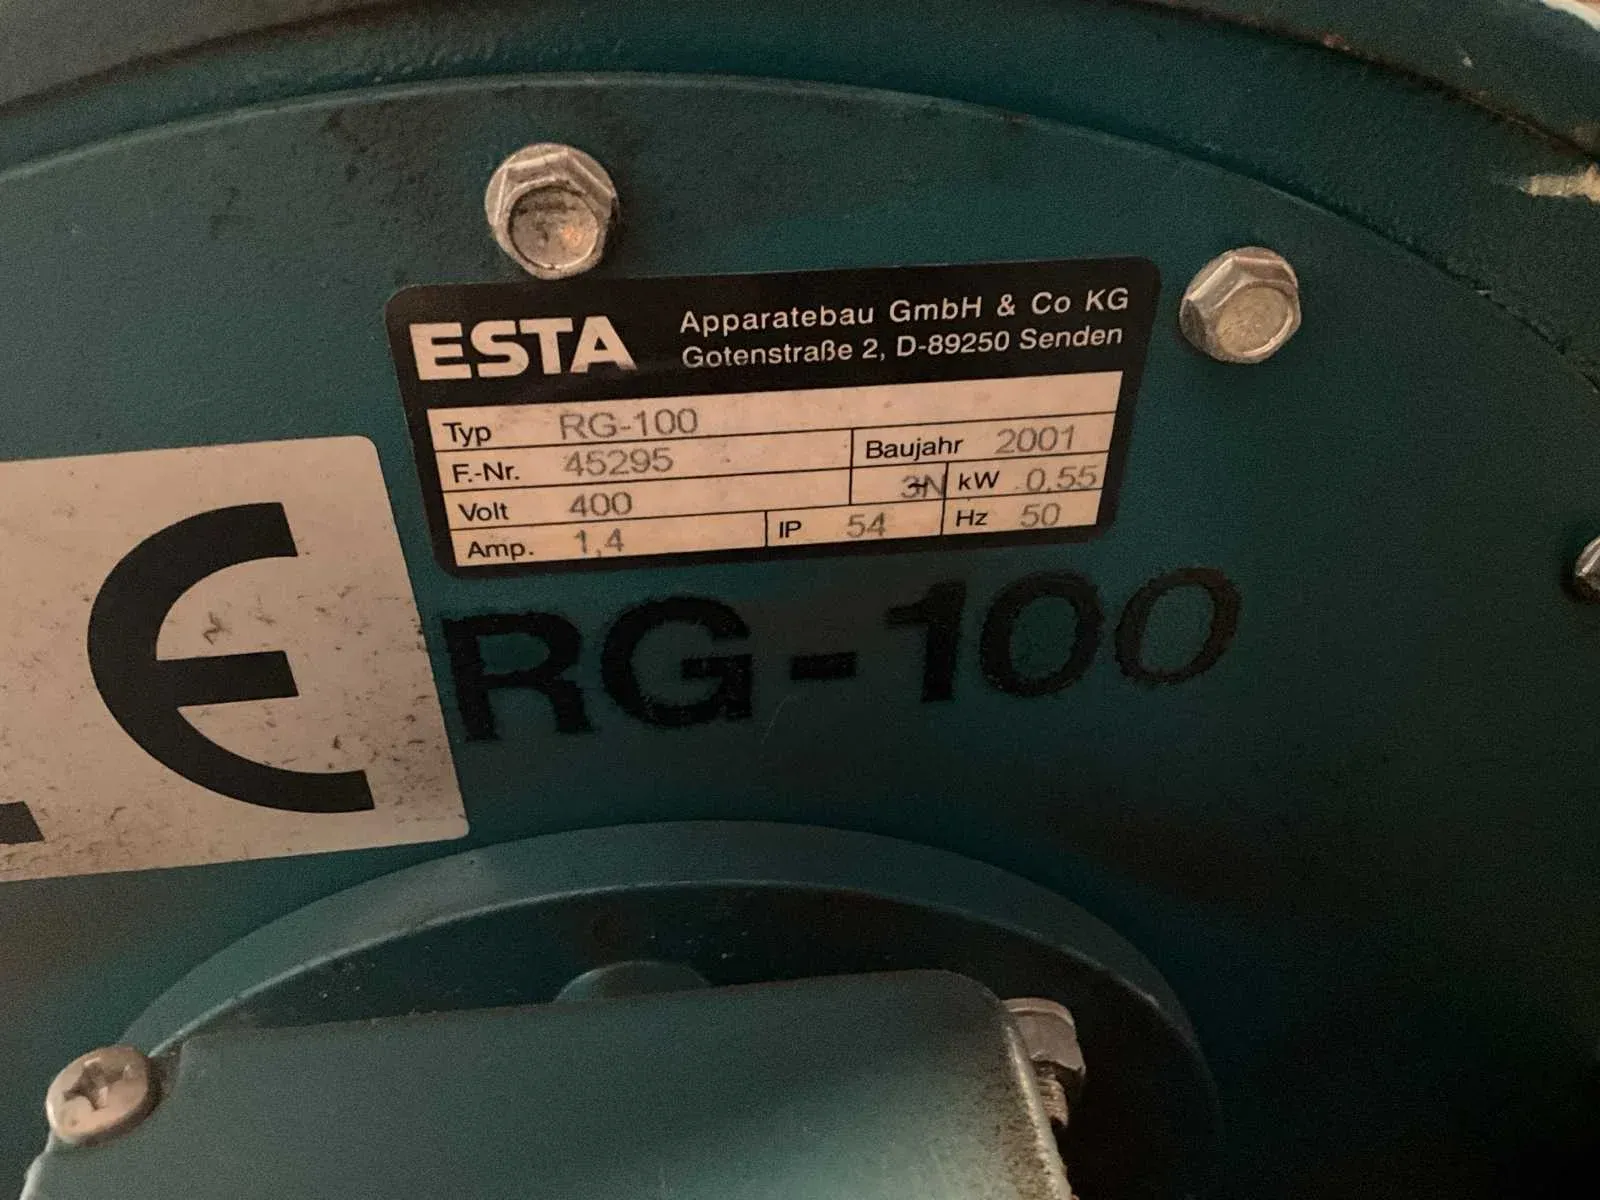 ESTA
Apparatebau GmbH & Co KG
Gotenstraße 2, D-89250 Senden
Typ RG-100
F.-Nr. 45295 Baujahr 2001
Volt 400 3N kW 0,55
Amp. 1,4 IP 54 Hz 50
CE
RG-100